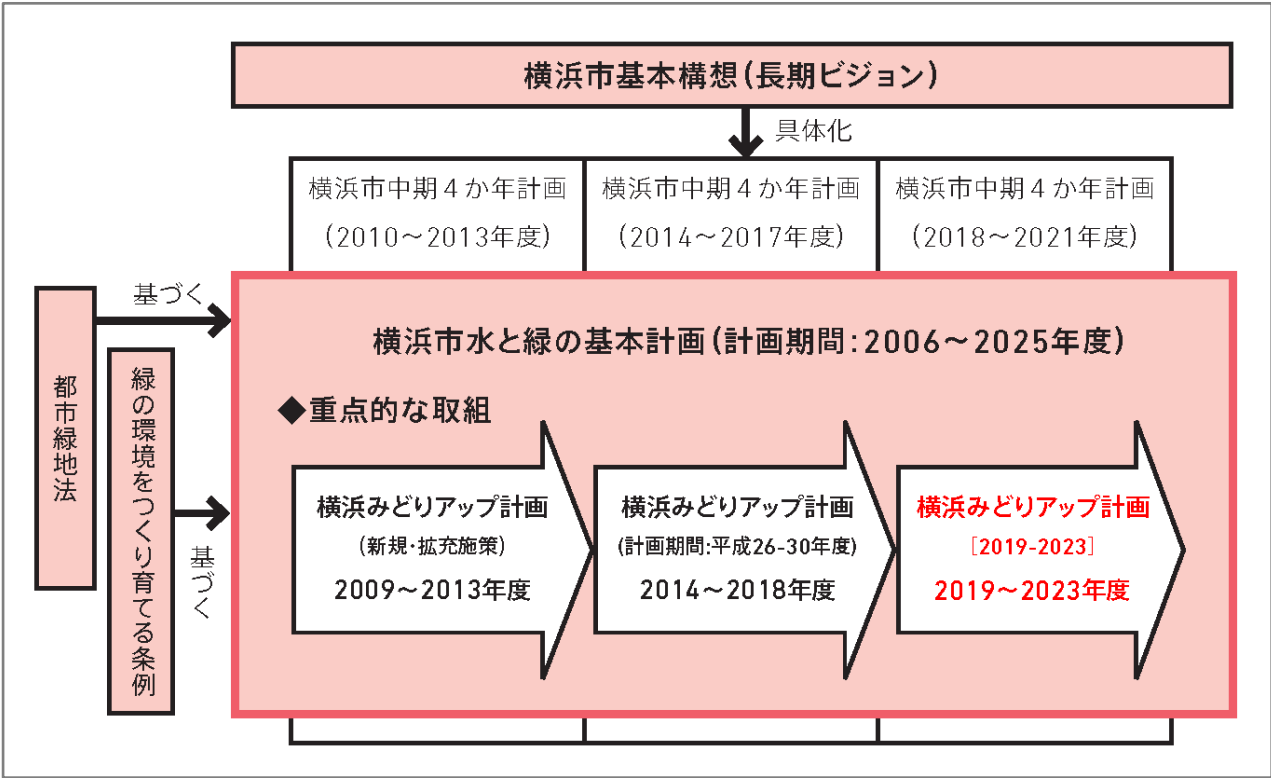 横浜市基本構想(長期ビジョン)
具体化
横浜市中期4か年計画
(2010～2013年度)
横浜市中期4か年計画
(2014～2017年度)
横浜市中期4か年計画
(2018～2021年度)
都市緑地法
基づく
緑の環境をつくり育てる条例
基づく
横浜市水と緑の基本計画(計画期間:2006～2025年度)
◆重点的な取組
横浜みどりアップ計画
(新規・拡充施策)
2009～2013年度
横浜みどりアップ計画
(計画期間:平成26-30年度)
2014～2018年度
横浜みどりアップ計画
[2019-2023]
2019～2023年度